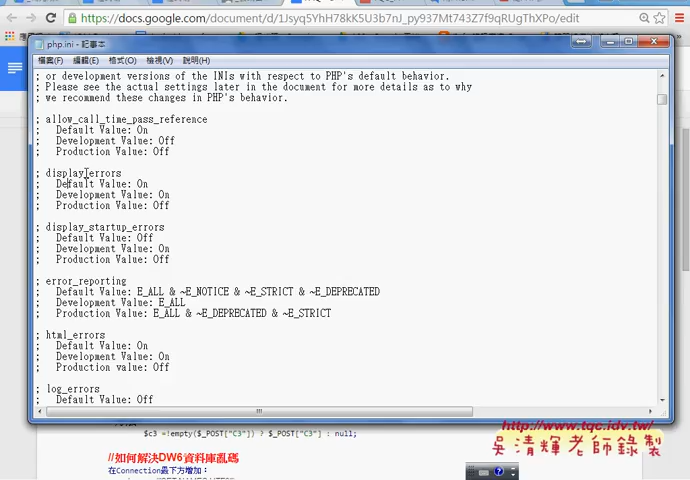 https://docs.google.com/document/d/1Jsyq5YhH78kK5U3b7nJ_py937Mt743Z7f9qRUgThXPo/edit
php.ini - 記事本
檔案(F) 編輯(E) 格式(O) 檢視(V) 說明(H)
; or development versions of the INIs with respect to PHP's default behavior.
; Please see the actual settings later in the document for more details as to why
; we recommend these changes in PHP's behavior.
; allow_call_time_pass_reference
;   Default Value: On
;   Development Value: Off
;   Production Value: Off
; display_errors
;   Default Value: On
;   Development Value: On
;   Production Value: Off
; display_startup_errors
;   Default Value: Off
;   Development Value: On
;   Production Value: Off
; error_reporting
;   Default Value: E_ALL & ~E_NOTICE & ~E_STRICT & ~E_DEPRECATED
;   Development Value: E_ALL
;   Production Value: E_ALL & ~E_DEPRECATED & ~E_STRICT
; html_errors
;   Default Value: On
;   Development Value: On
;   Production value: Off
; log_errors
;   Default Value: Off
http://www.tqc.idv.tw/
吳清輝老師錄製
$c3 =!empty($_POST["C3"]) ? $_POST["C3"] : null;
//如何解決DW6資料庫亂碼
在Connection最下方增加：